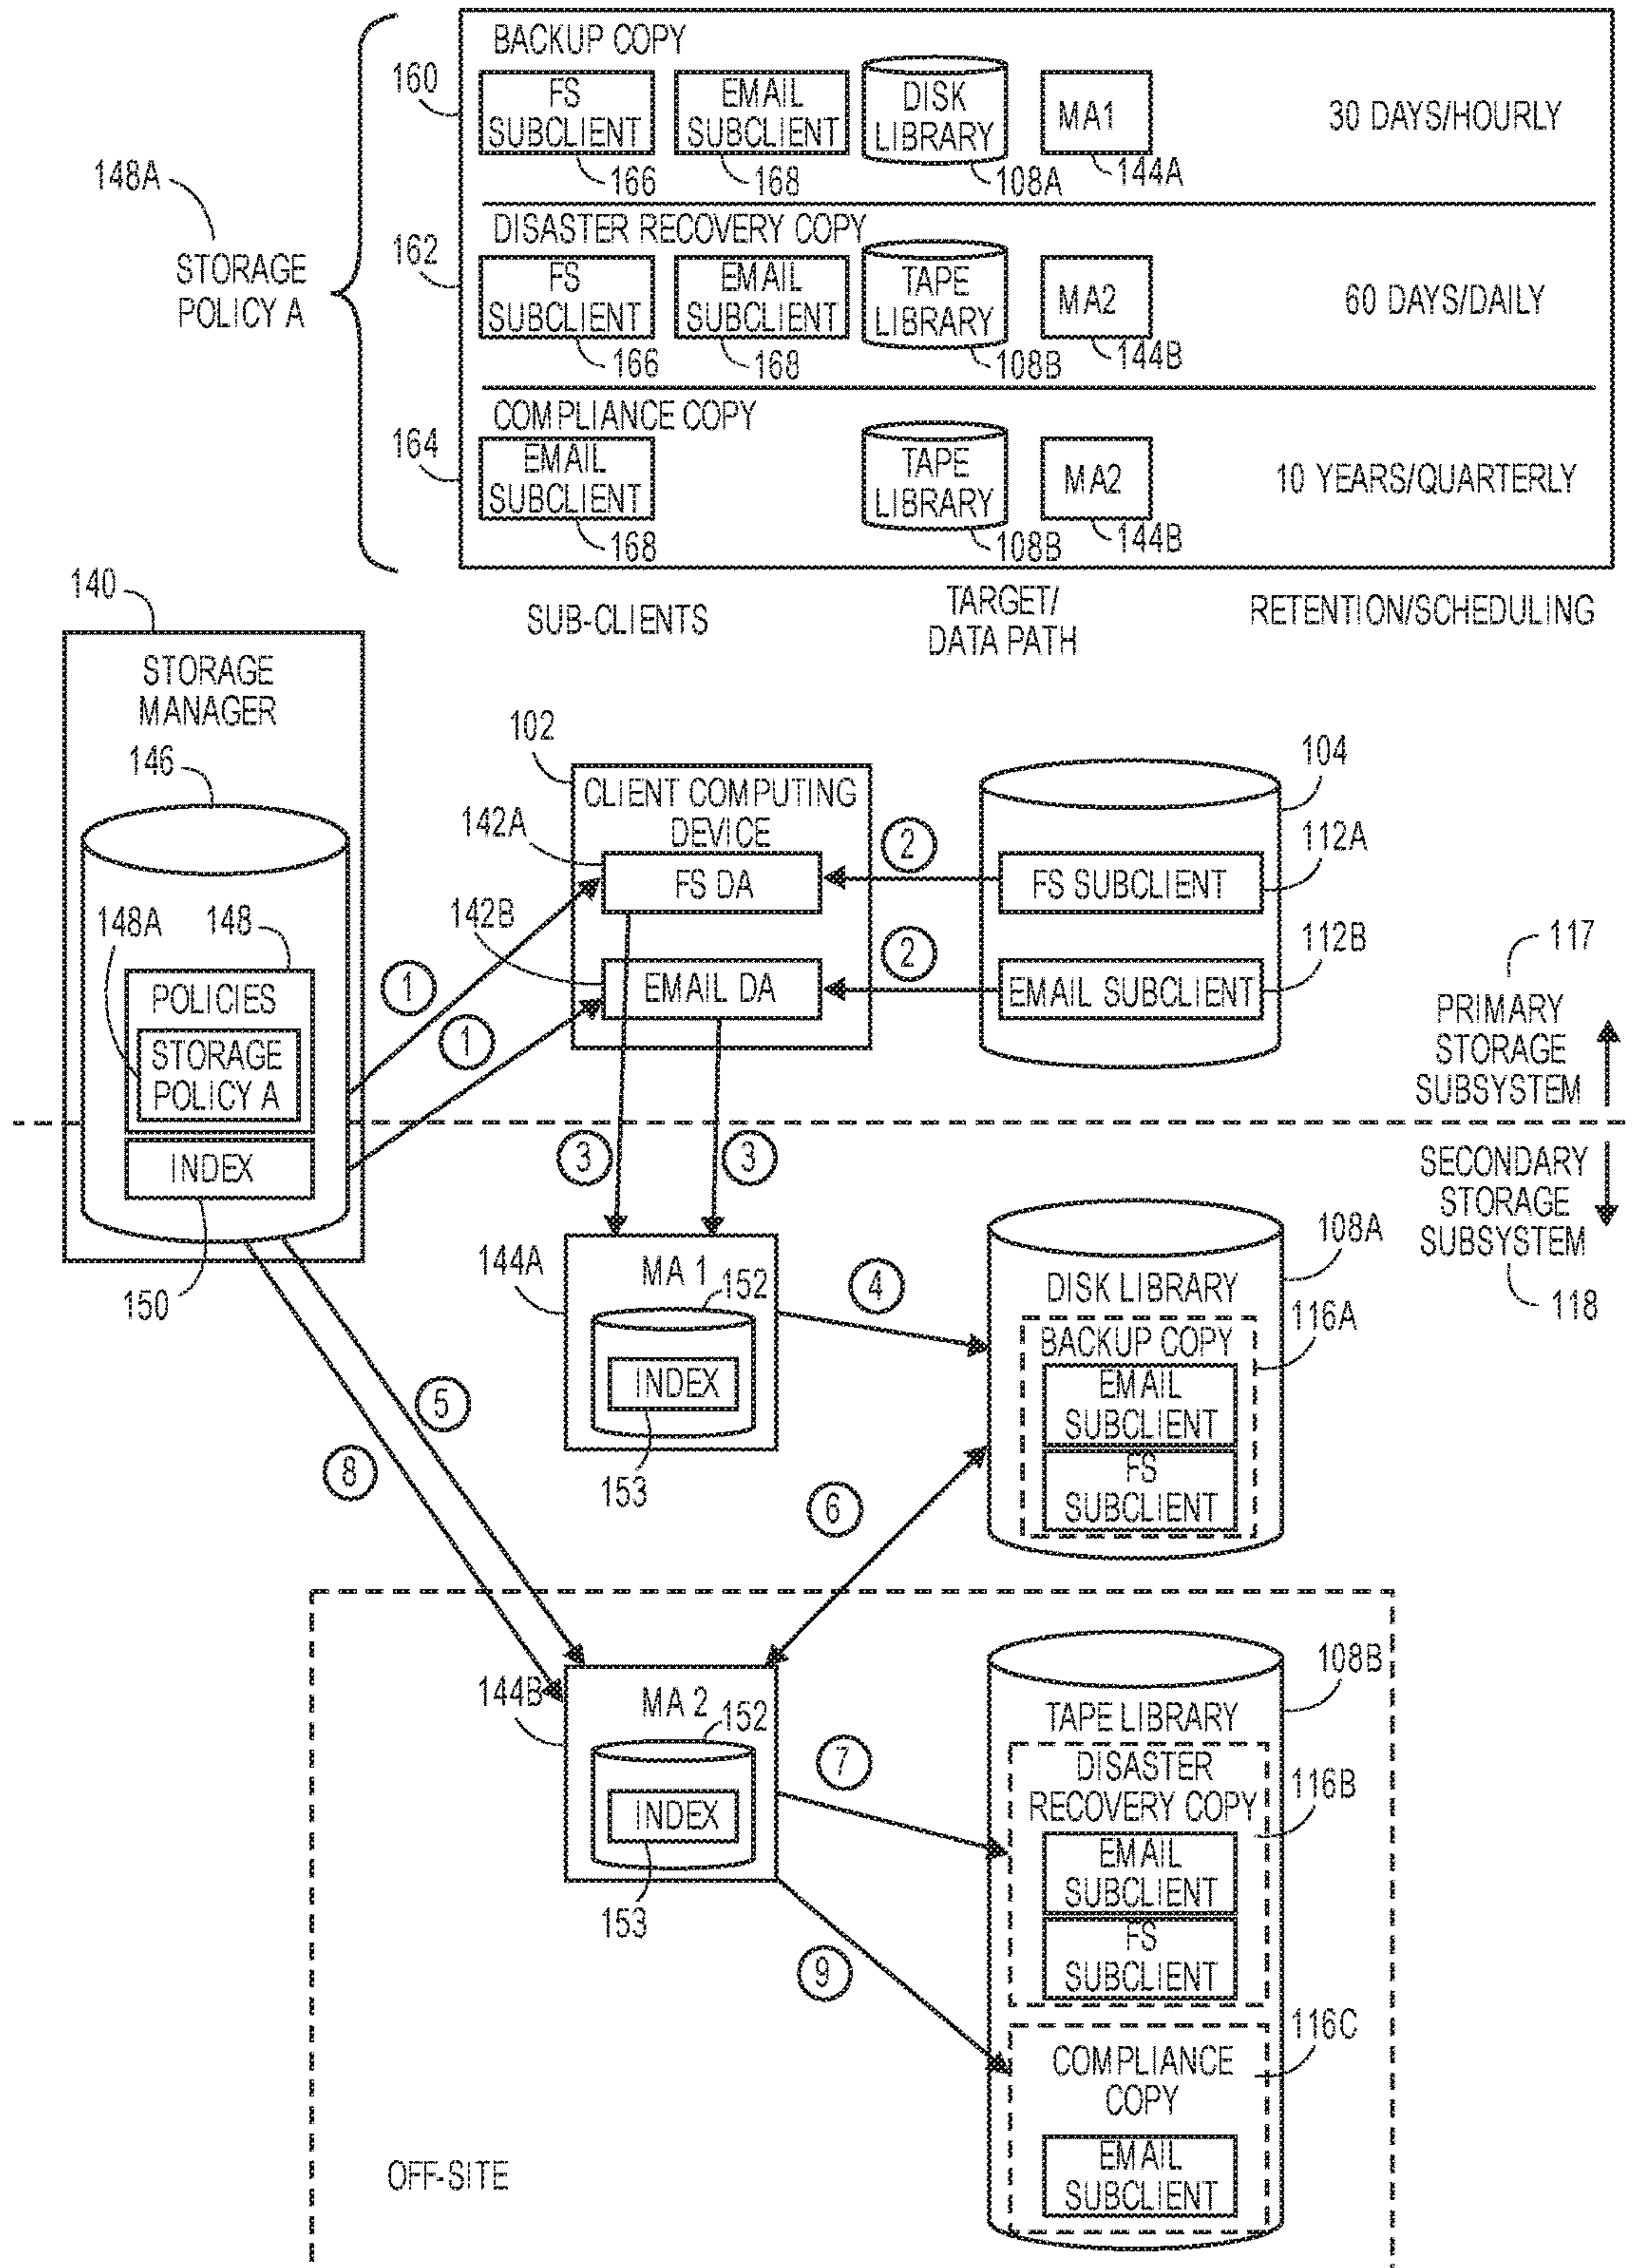 BACKUP COPY
160
FS
SUBCLIENT
166
EMAIL
SUBCLIENT
168
DISK
LIBRARY
108A
MA1
144A
30 DAYS/HOURLY
148A
STORAGE
POLICY A
DISASTER RECOVERY COPY
162
FS
SUBCLIENT
166
EMAIL
SUBCLIENT
168
TAPE
LIBRARY
108B
MA2
144B
60 DAYS/DAILY
COMPLIANCE COPY
164
EMAIL
SUBCLIENT
168
TAPE
LIBRARY
108B
MA2
144B
10 YEARS/QUARTERLY
SUB-CLIENTS
TARGET/
DATA PATH
RETENTION/SCHEDULING
140
STORAGE
MANAGER
146
148A
148
POLICIES
STORAGE
POLICY A
INDEX
150
102
CLIENT COMPUTING
DEVICE
142A
FS DA
142B
EMAIL DA
1
1
2
2
104
112A
FS SUBCLIENT
112B
EMAIL SUBCLIENT
117
PRIMARY
STORAGE
SUBSYSTEM
SECONDARY
STORAGE
SUBSYSTEM
118
3
3
144A
MA 1
152
INDEX
153
4
108A
DISK LIBRARY
116A
BACKUP COPY
EMAIL
SUBCLIENT
FS
SUBCLIENT
5
8
6
144B
MA 2
152
INDEX
153
7
9
108B
TAPE LIBRARY
DISASTER
RECOVERY COPY
116B
EMAIL
SUBCLIENT
FS
SUBCLIENT
116C
COMPLIANCE
COPY
EMAIL
SUBCLIENT
OFF-SITE